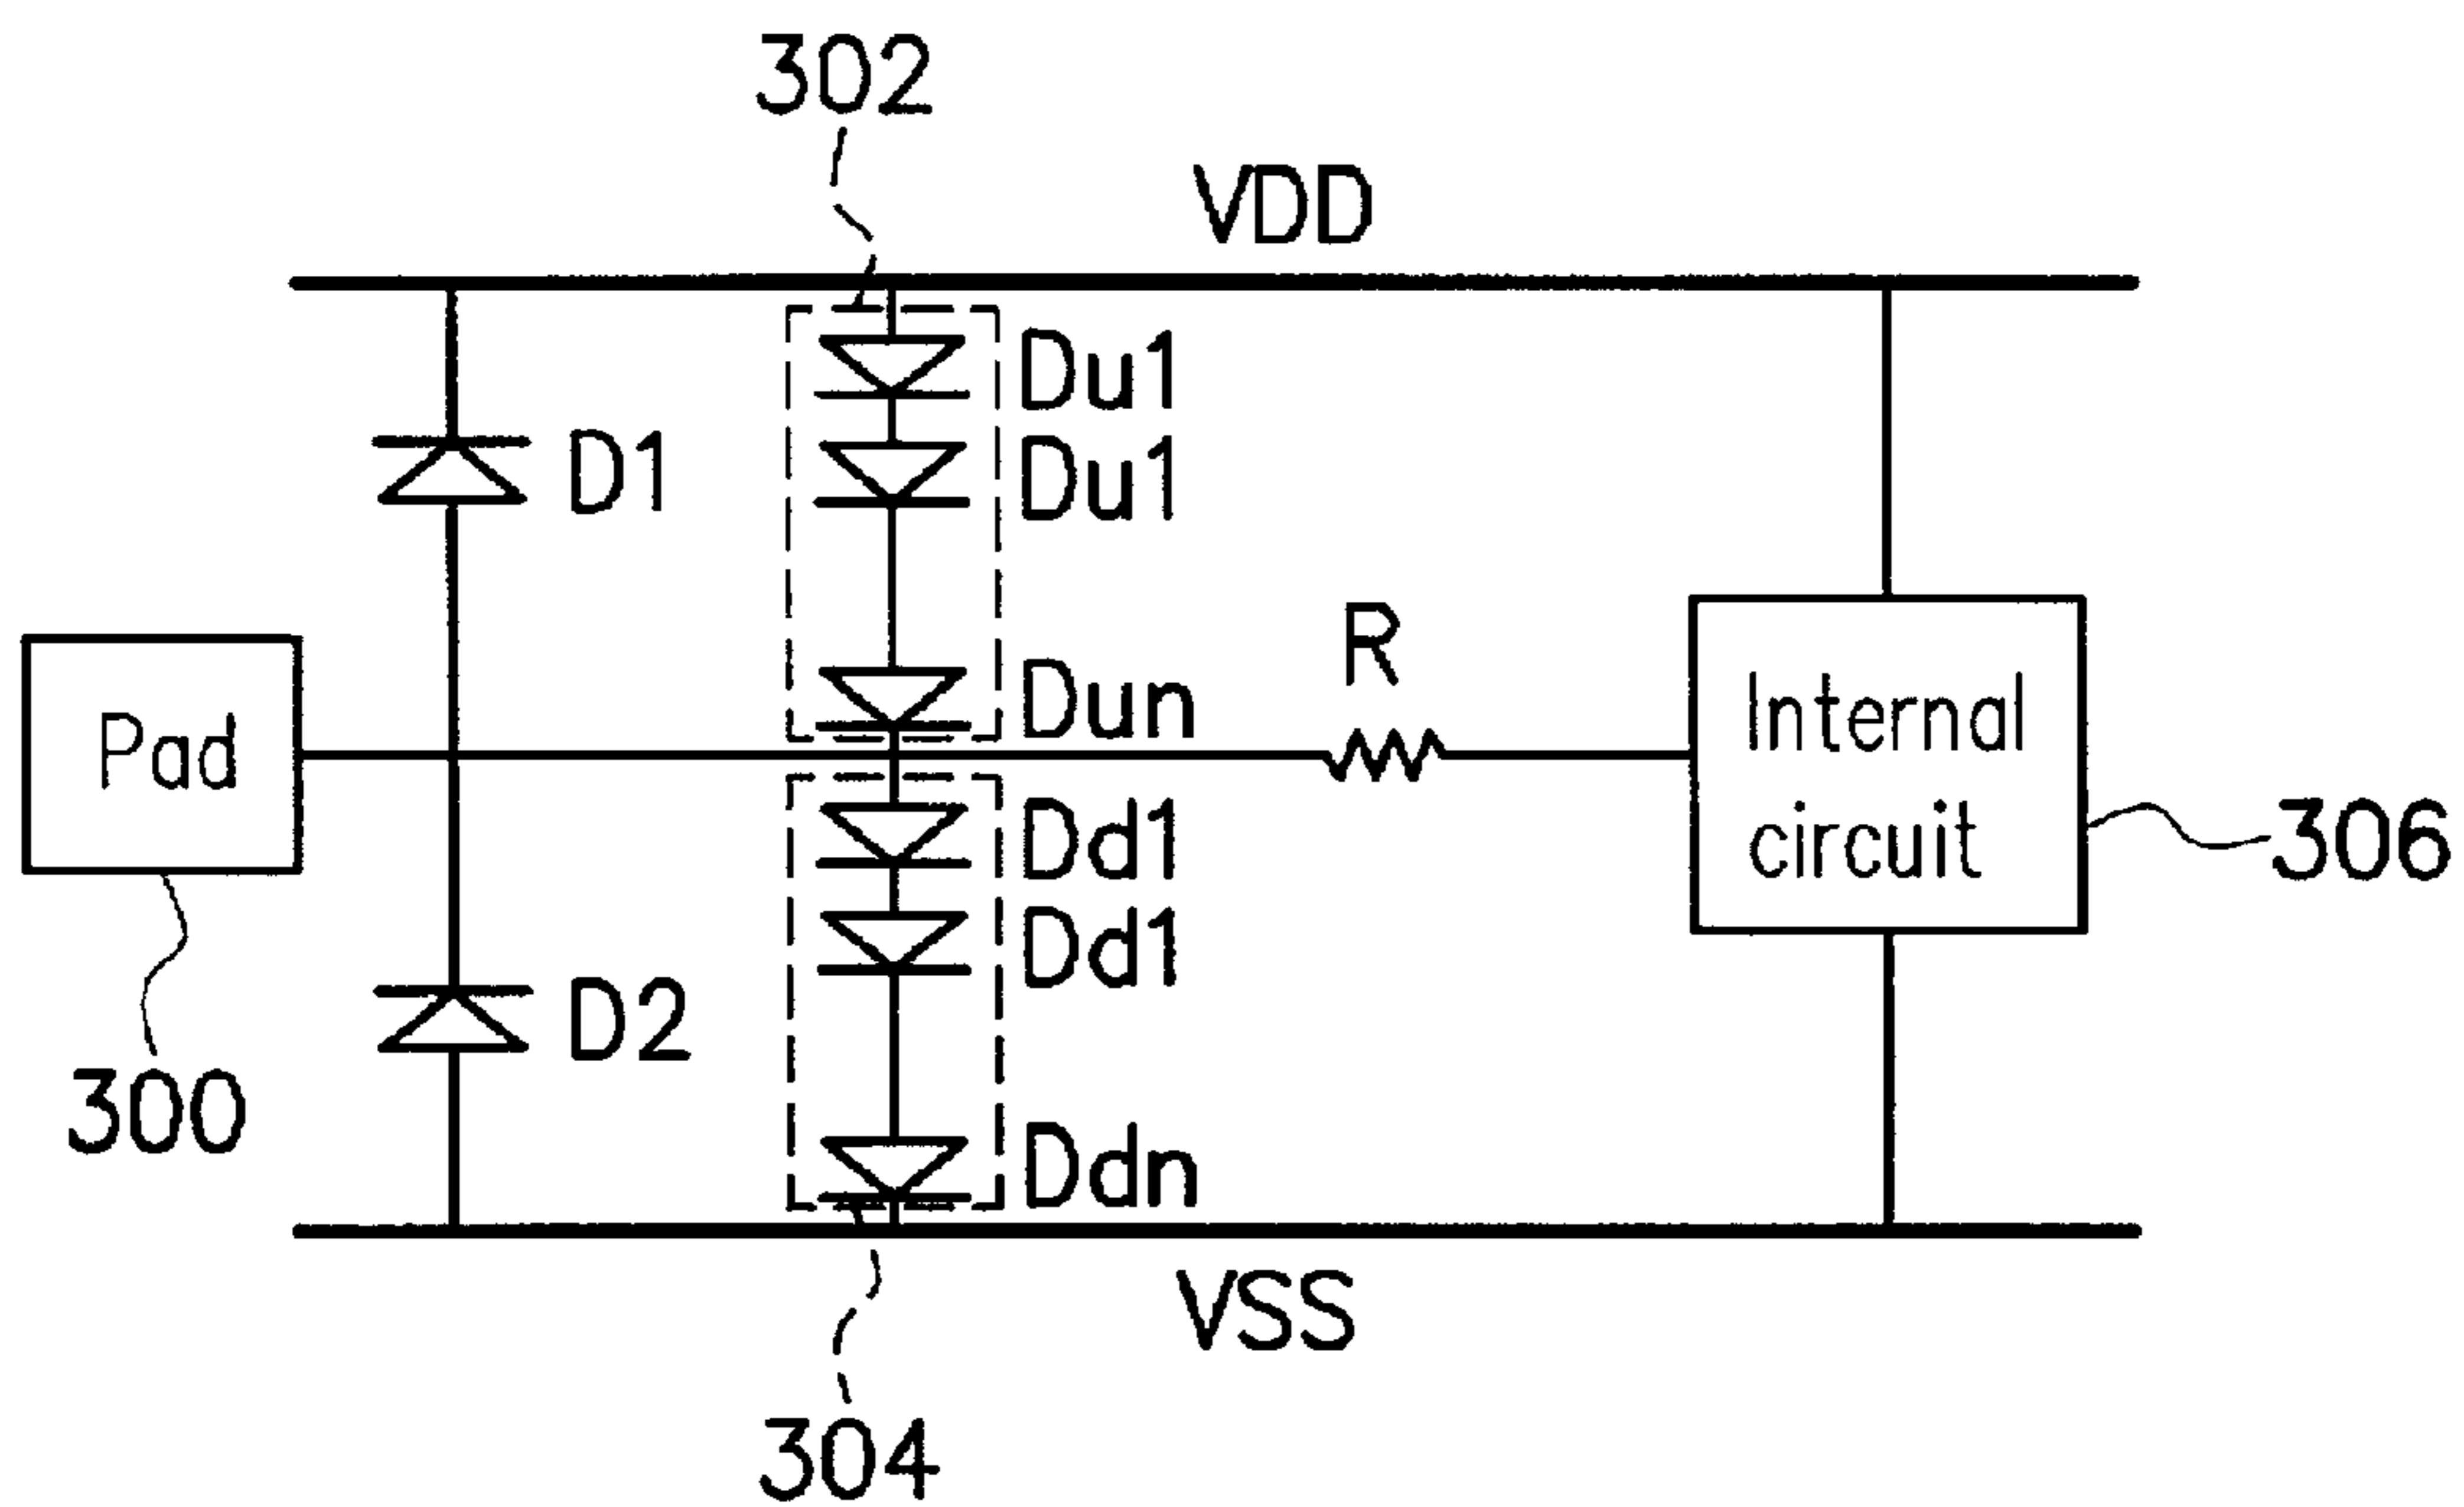 302
VDD
Du1
D1
Du1
R
Dun
Pad
Internal
circuit
306
Dd1
Dd1
D2
300
Ddn
VSS
304